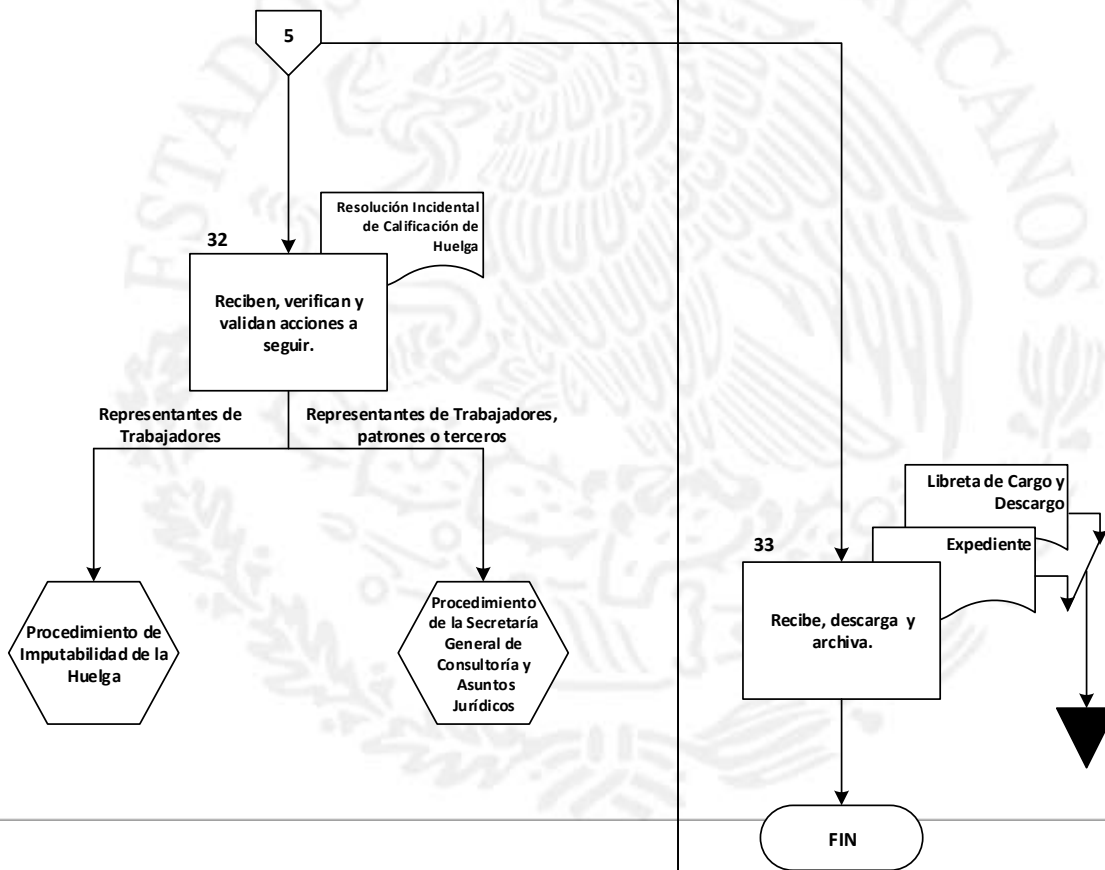 5
Resolución Incidental
de Calificación de
Huelga
32
Reciben, verifican y
validan acciones a
seguir.
Representantes de
Trabajadores
Representantes de Trabajadores,
patrones o terceros
Procedimiento de
Imputabilidad de la
Huelga
Procedimiento
de la Secretaría
General de
Consultoría y
Asuntos
Jurídicos
Libreta de Cargo y
Descargo
Expediente
33
Recibe, descarga y
archiva.
FIN
ESTAD
RICANOS